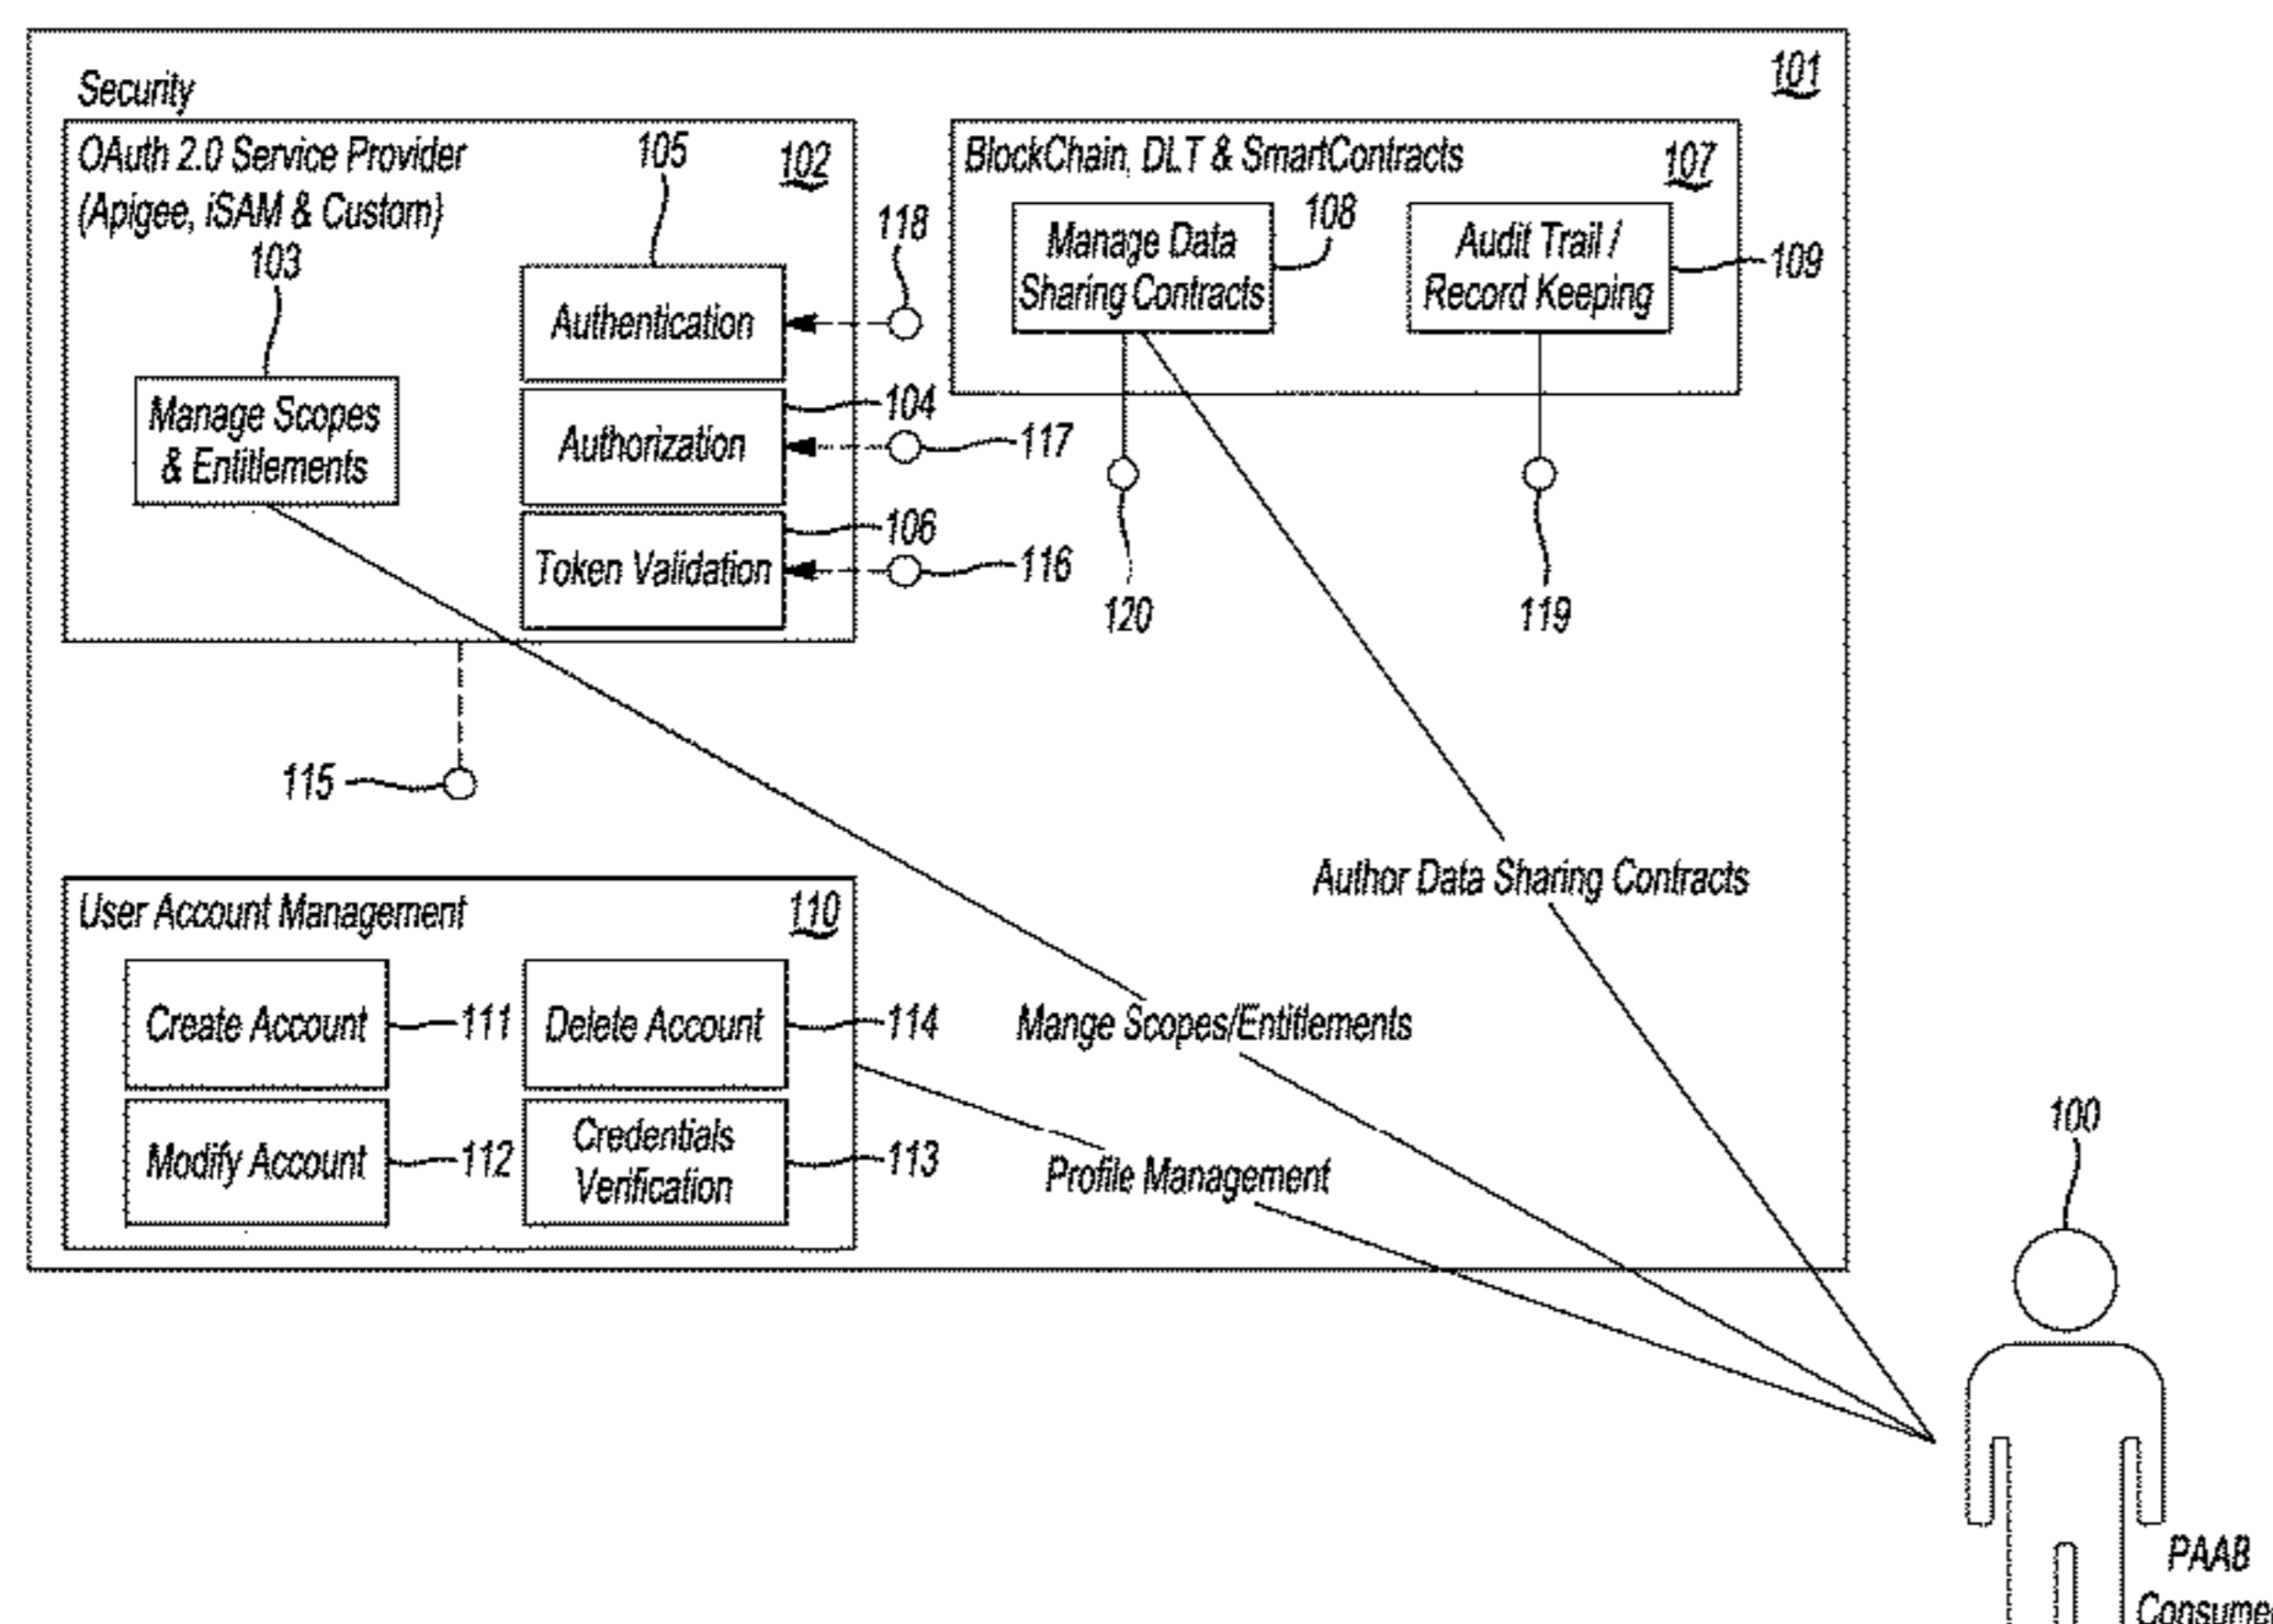 101
Security
OAuth 2.0 Service Provider
(Apigee, iSAM & Custom)
102
103
105
Manage Scopes
& Entitlements
Authentication
118
104
Authorization
117
106
Token Validation
116
115
BlockChain, DLT & SmartContracts
107
Manage Data
Sharing Contracts
108
Audit Trail /
Record Keeping
109
120
119
Author Data Sharing Contracts
User Account Management
110
Create Account
111
Delete Account
114
Modify Account
112
Credentials
Verification
113
Mange Scopes/Entitlements
Profile Management
100
PAAB
Consumer